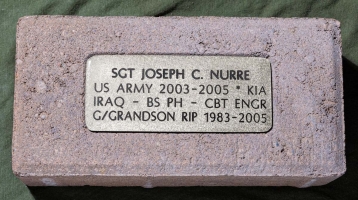 SGT JOSEPH C. NURRE
US ARMY 2003-2005 * KIA
IRAQ - BS PH - CBT ENGR
G/GRANDSON RIP 1983-2005